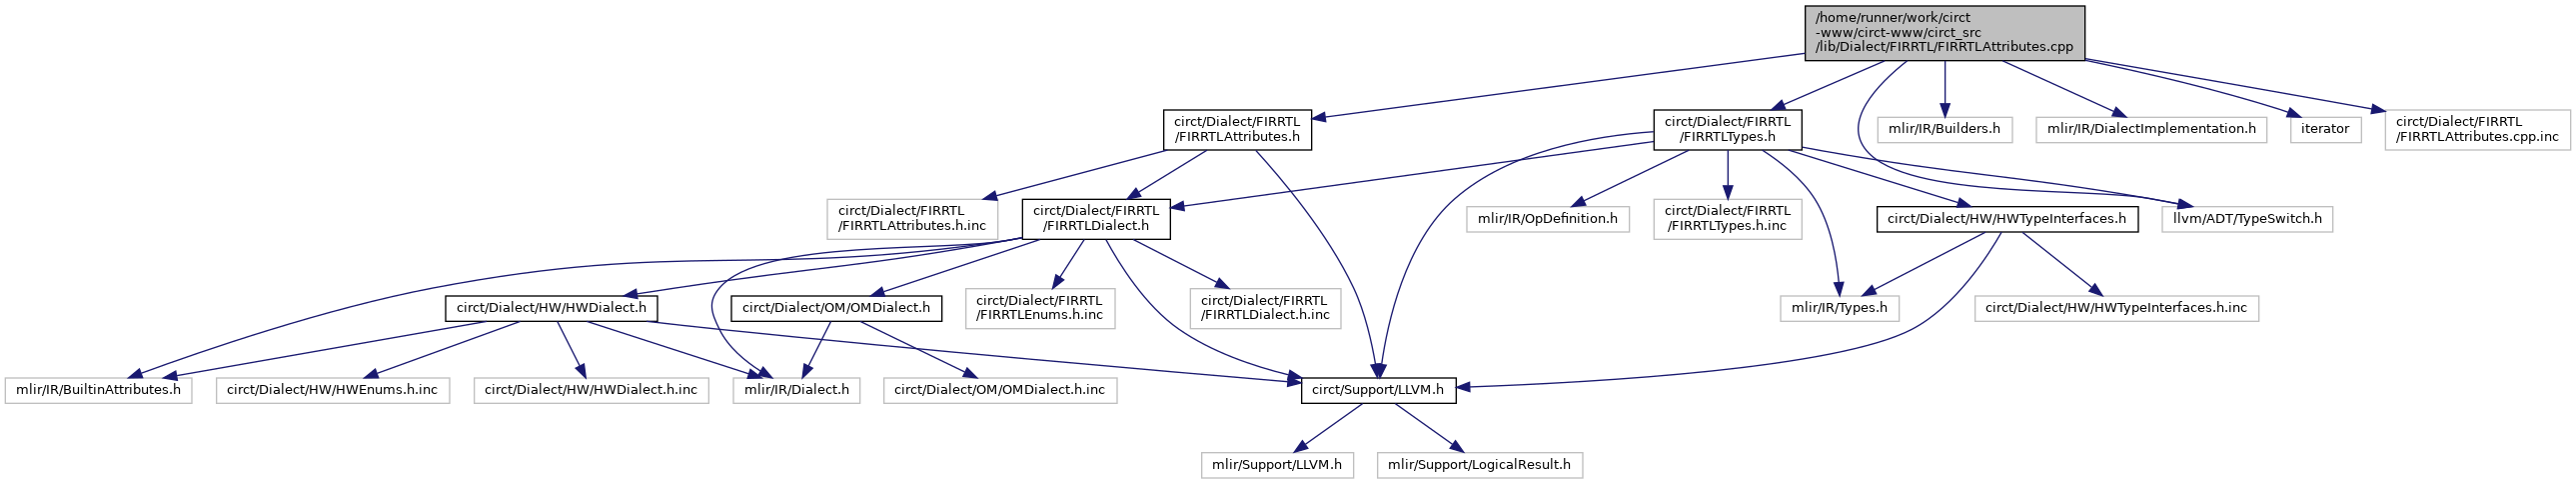 /home/runner/work/circt
-www/circt-www/circt_src
/lib/Dialect/FIRRTL/FIRRTLAttributes.cpp
circt/Dialect/FIRRTL
/FIRRTLAttributes.h
circt/Dialect/FIRRTL
/FIRRTLTypes.h
mlir/IR/Builders.h
mlir/IR/DialectImplementation.h
iterator
circt/Dialect/FIRRTL
/FIRRTLAttributes.cpp.inc
circt/Dialect/FIRRTL
/FIRRTLAttributes.h.inc
circt/Dialect/FIRRTL
/FIRRTLDialect.h
mlir/IR/OpDefinition.h
circt/Dialect/FIRRTL
/FIRRTLTypes.h.inc
circt/Dialect/HW/HWTypeInterfaces.h
llvm/ADT/TypeSwitch.h
circt/Dialect/HW/HWDialect.h
circt/Dialect/OM/OMDialect.h
circt/Dialect/FIRRTL
/FIRRTLEnums.h.inc
circt/Dialect/FIRRTL
/FIRRTLDialect.h.inc
mlir/IR/Types.h
circt/Dialect/HW/HWTypeInterfaces.h.inc
mlir/IR/BuiltinAttributes.h
circt/Dialect/HW/HWEnums.h.inc
circt/Dialect/HW/HWDialect.h.inc
mlir/IR/Dialect.h
circt/Dialect/OM/OMDialect.h.inc
circt/Support/LLVM.h
mlir/Support/LLVM.h
mlir/Support/LogicalResult.h